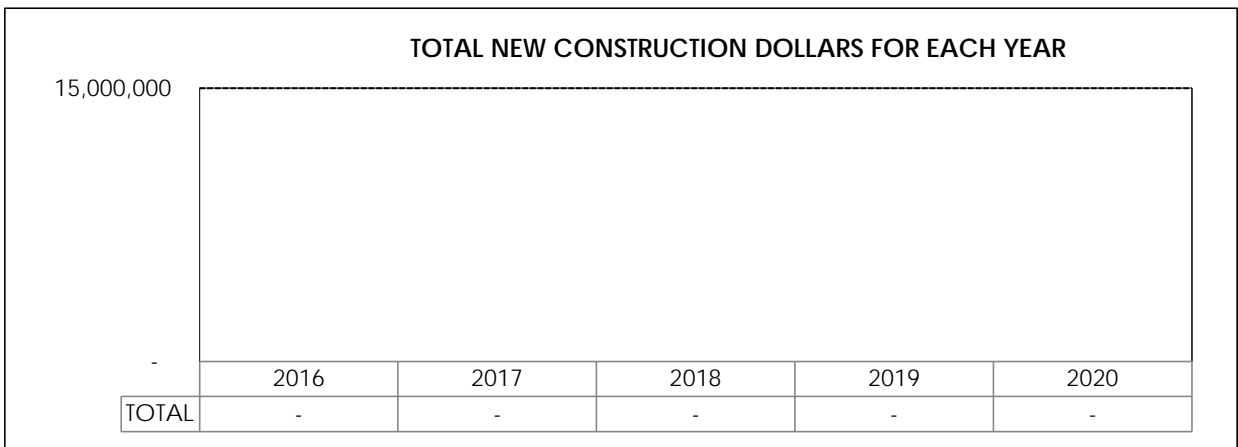 TOTAL NEW CONSTRUCTION DOLLARS FOR EACH YEAR
15,000,000
-
2016 2017 2018 2019 2020
TOTAL - - - - -